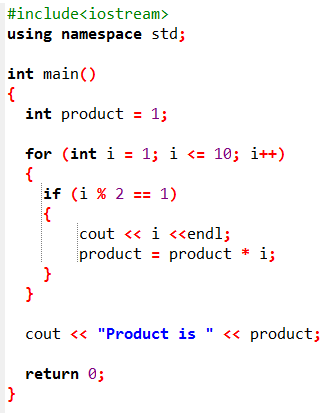 #include<iostream>
using namespace std;
int main()
{
int product = 1;
for (int i = 1; i <= 10; i++)
{
if (i % 2 == 1)
{
cout << i <<endl;
product = product * i;
}
}
cout << "Product is " << product;
return 0;
}